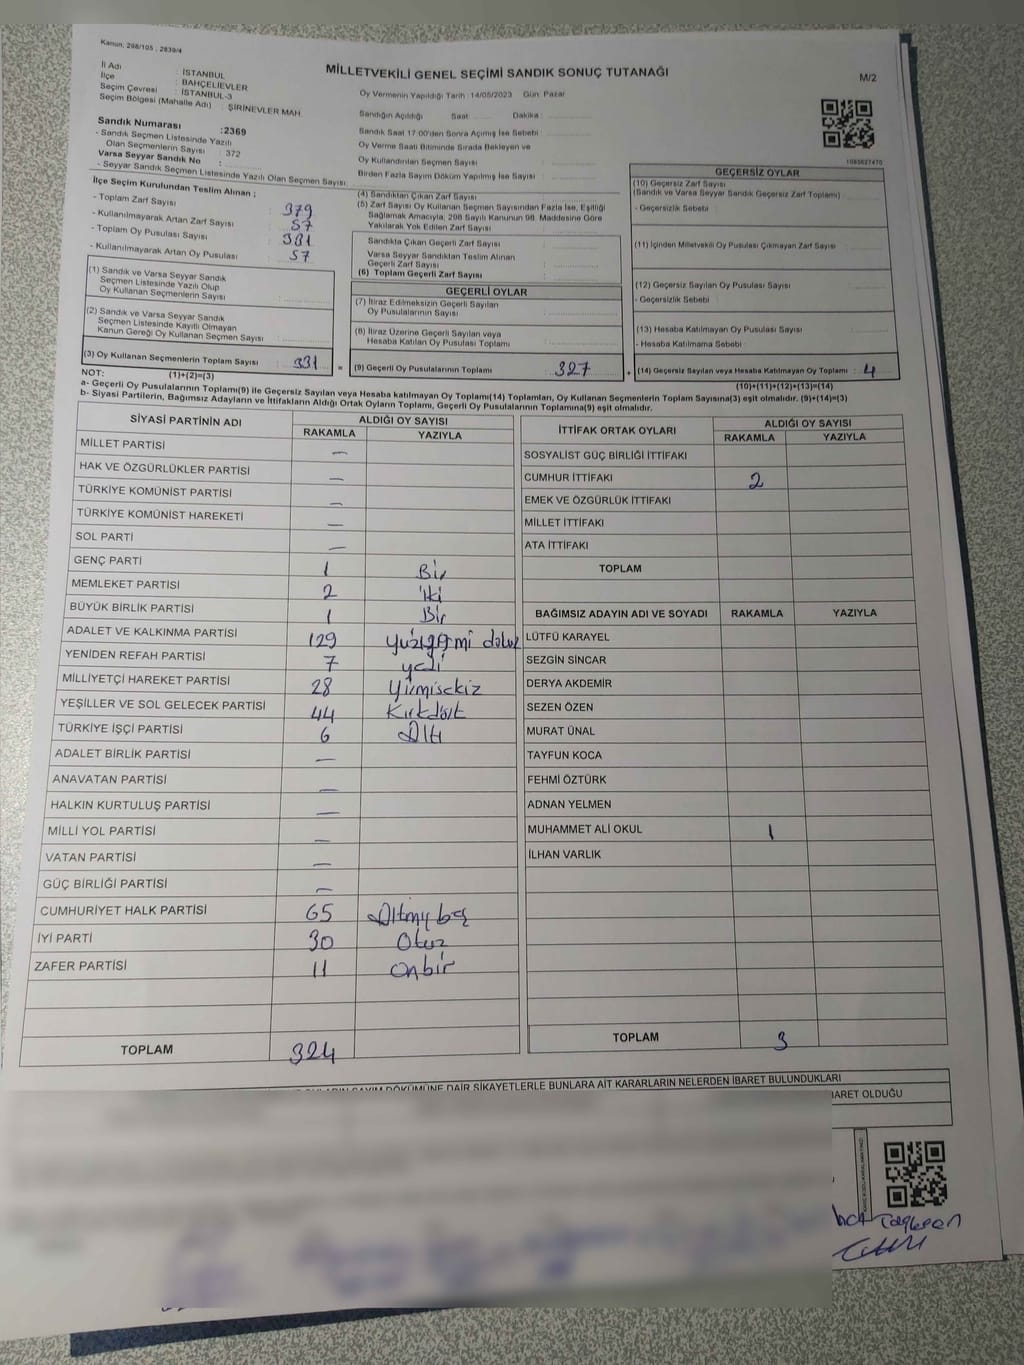 Kanun, 298/105 , 2839/4
İl Adı : İSTANBUL
İlçe : BAHÇELİEVLER
Seçim Çevresi : İSTANBUL-3
Seçim Bölgesi (Mahalle Adı) : ŞİRİNEVLER MAH
MİLLETVEKİLİ GENEL SEÇİMİ SANDIK SONUÇ TUTANAĞI
M/2
Oy Vermenin Yapıldığı Tarih : 14/05/2023 Gün: Pazar
Sandığın Açıldığı Saat Dakika :
Sandık Saat 17:00'den Sonra Açılmış İse Sebebi :
Oy Verme Saati Bitiminde Sırada Bekleyen ve
Oy Kullandırılan Seçmen Sayısı :
Birden Fazla Sayım Döküm Yapılmış İse Sayısı :
Sandık Numarası :2369
- Sandık Seçmen Listesinde Yazılı
Olan Seçmenlerin Sayısı : 372
Varsa Seyyar Sandık No :
- Seyyar Sandık Seçmen Listesinde Yazılı Olan Seçmen Sayısı:
İlçe Seçim Kurulundan Teslim Alınan ;
- Toplam Zarf Sayısı : 379
- Kullanılmayarak Artan Zarf Sayısı : 57
- Toplam Oy Pusulası Sayısı : 381
- Kullanılmayarak Artan Oy Pusulası : 57
(1) Sandık ve Varsa Seyyar Sandık
Seçmen Listesinde Yazılı Olup
Oy Kullanan Seçmenlerin Sayısı :
(2) Sandık ve Varsa Seyyar Sandık
Seçmen Listesinde Kayıtlı Olmayan
Kanun Gereği Oy Kullanan Seçmen Sayısı :
(3) Oy Kullanan Seçmenlerin Toplam Sayısı : 331 =
(1)+(2)=(3)
(4) Sandıktan Çıkan Zarf Sayısı
(5) Zarf Sayısı Oy Kullanan Seçmen Sayısından Fazla İse, Eşitliği
Sağlamak Amacıyla, 298 Sayılı Kanunun 98. Maddesine Göre
Yakılarak Yok Edilen Zarf Sayısı :
Sandıkta Çıkan Geçerli Zarf Sayısı :
Varsa Seyyar Sandıktan Teslim Alınan
Geçerli Zarf Sayısı :
(6) Toplam Geçerli Zarf Sayısı :
GEÇERLİ OYLAR
(7) İtiraz Edilmeksizin Geçerli Sayılan
Oy Pusulalarının Sayısı :
(8) İtiraz Üzerine Geçerli Sayılan veya
Hesaba Katılan Oy Pusulası Toplamı :
(9) Geçerli Oy Pusulalarının Toplamı : 327 +
1085627470
GEÇERSİZ OYLAR
(10) Geçersiz Zarf Sayısı
(Sandık ve Varsa Seyyar Sandık Geçersiz Zarf Toplamı) :
- Geçersizlik Sebebi :
(11) İçinden Milletvekili Oy Pusulası Çıkmayan Zarf Sayısı :
(12) Geçersiz Sayılan Oy Pusulası Sayısı :
- Geçersizlik Sebebi :
(13) Hesaba Katılmayan Oy Pusulası Sayısı :
- Hesaba Katılmama Sebebi :
(14) Geçersiz Sayılan veya Hesaba Katılmayan Oy Toplamı : 4
(10)+(11)+(12)+(13)=(14)
NOT:
a- Geçerli Oy Pusulalarının Toplamı(9) ile Geçersiz Sayılan veya Hesaba katılmayan Oy Toplamı(14) Toplamları, Oy Kullanan Seçmenlerin Toplam Sayısına(3) eşit olmalıdır. (9)+(14)=(3)
b- Siyasi Partilerin, Bağımsız Adayların ve İttifakların Aldığı Ortak Oyların Toplamı, Geçerli Oy Pusulalarının Toplamına(9) eşit olmalıdır.
SİYASİ PARTİNİN ADI ALDIĞI OY SAYISI
RAKAMLA YAZIYLA
MİLLET PARTİSİ —
HAK VE ÖZGÜRLÜKLER PARTİSİ —
TÜRKİYE KOMÜNİST PARTİSİ —
TÜRKİYE KOMÜNİST HAREKETİ —
SOL PARTİ —
GENÇ PARTİ 1 Bir
MEMLEKET PARTİSİ 2 iki
BÜYÜK BİRLİK PARTİSİ 1 Bir
ADALET VE KALKINMA PARTİSİ 129 yüzyirmi dokuz
YENİDEN REFAH PARTİSİ 7 yedi
MİLLİYETÇİ HAREKET PARTİSİ 28 Yirmisekiz
YEŞİLLER VE SOL GELECEK PARTİSİ 44 Kırkdört
TÜRKİYE İŞÇİ PARTİSİ 6 Altı
ADALET BİRLİK PARTİSİ —
ANAVATAN PARTİSİ —
HALKIN KURTULUŞ PARTİSİ —
MİLLİ YOL PARTİSİ —
VATAN PARTİSİ —
GÜÇ BİRLİĞİ PARTİSİ —
CUMHURİYET HALK PARTİSİ 65 Altmış beş
İYİ PARTİ 30 Otuz
ZAFER PARTİSİ 11 onbir
TOPLAM 324
İTTİFAK ORTAK OYLARI ALDIĞI OY SAYISI
RAKAMLA YAZIYLA
SOSYALİST GÜÇ BİRLİĞİ İTTİFAKI
CUMHUR İTTİFAKI 2
EMEK VE ÖZGÜRLÜK İTTİFAKI
MİLLET İTTİFAKI
ATA İTTİFAKI
TOPLAM
BAĞIMSIZ ADAYIN ADI VE SOYADI RAKAMLA YAZIYLA
LÜTFÜ KARAYEL
SEZGİN SİNCAR
DERYA AKDEMİR
SEZEN ÖZEN
MURAT ÜNAL
TAYFUN KOCA
FEHMİ ÖZTÜRK
ADNAN YELMEN
MUHAMMET ALİ OKUL 1
İLHAN VARLIK
TOPLAM 3
SAYIM DÖKÜMÜNE DAİR ŞİKAYETLERLE BUNLARA AİT KARARLARIN NELERDEN İBARET BULUNDUKLARI
İBARET OLDUĞU